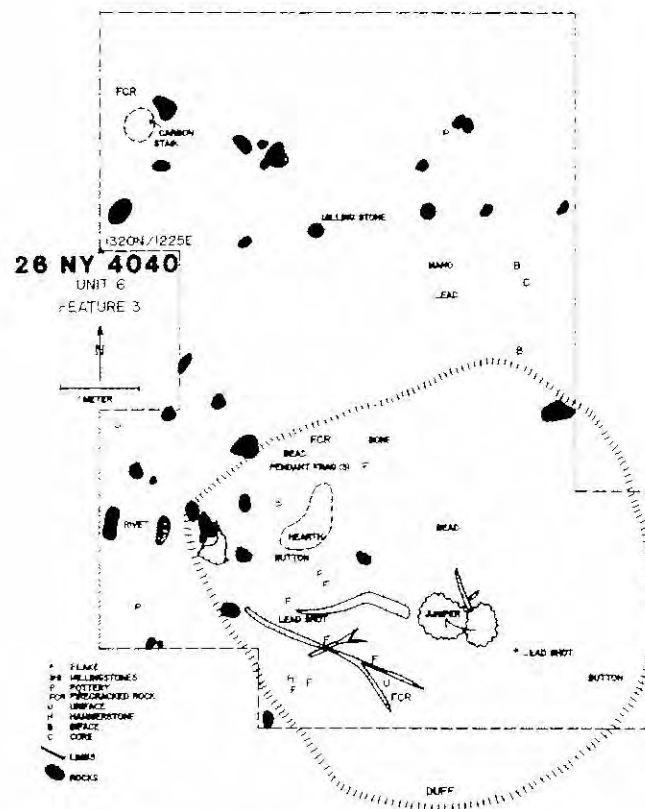 FCR
CARBON
STAIN
P
MILLING STONE
1320N/1225E
26 NY 4040
UNIT 6
FEATURE 3
N
METER
MANO
B
C
LEAD
B
FCR
BONE
BEAD
PENDANT FRAG (3)
HEARTH
BUTTON
RIVET
BEAD
F
F
F
LEAD SHOT
JUNIPER
P
F
F
LEAD SHOT
H
F
F
U
FCR
BUTTON
DUFF
FLAKE
MILLINGSTONES
P POTTERY
FCR FIRECRACKED ROCK
U UNIFACE
H HAMMERSTONE
B BIFACE
C CORE
LIMBS
ROCKS